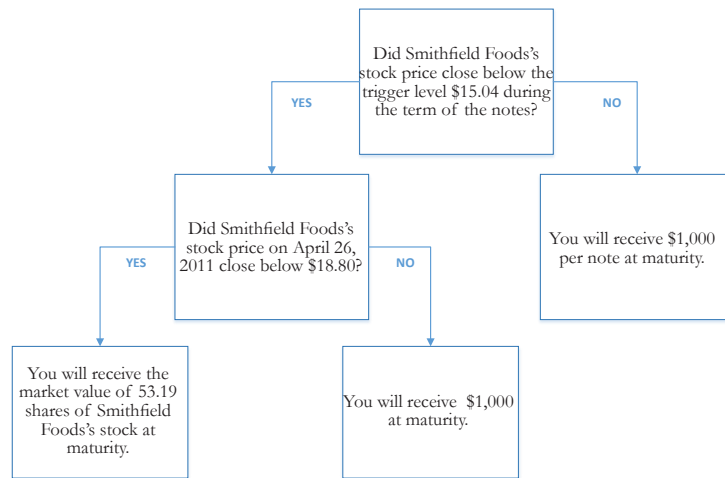 Did Smithfield Foods's
stock price close below the
trigger level $15.04 during
the term of the notes?
YES
NO
Did Smithfield Foods's
stock price on April 26,
2011 close below $18.80?
You will receive $1,000
per note at maturity.
YES
NO
You will receive the
market value of 53.19
shares of Smithfield
Foods's stock at
maturity.
You will receive $1,000
at maturity.